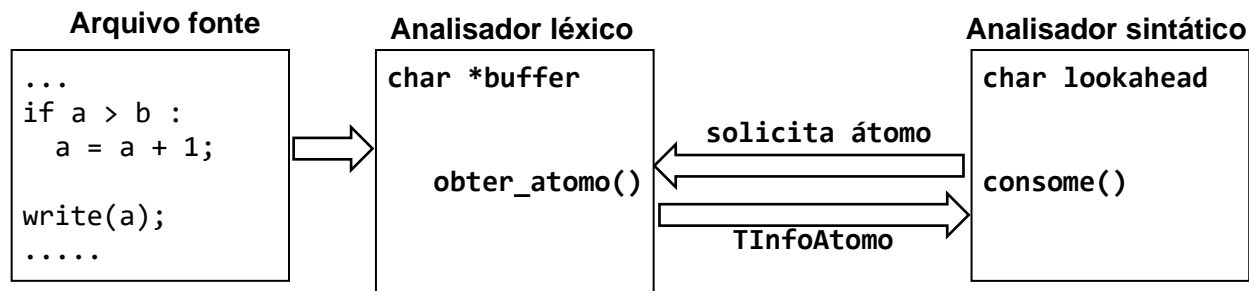 Arquivo fonte
Analisador léxico
Analisador sintático
...
if a > b :
  a = a + 1;
write(a);
.....
char *buffer
obter_atomo()
solicita átomo
TInfoAtomo
char lookahead
consome()